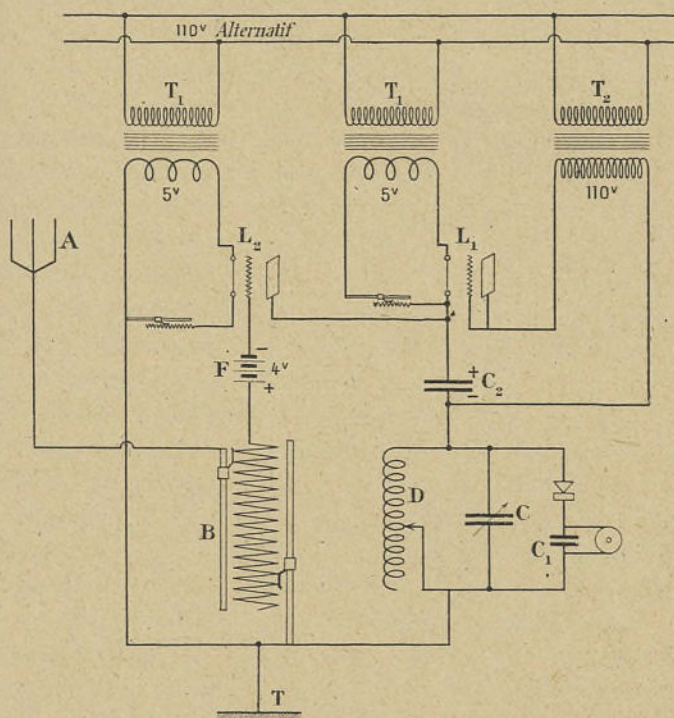 110ᵛ Alternatif
T₁ T₁ T₂
5ᵛ 5ᵛ 110ᵛ
A L₂ L₁
F − 4ᵛ +
+ C₂ −
B D C C₁
T